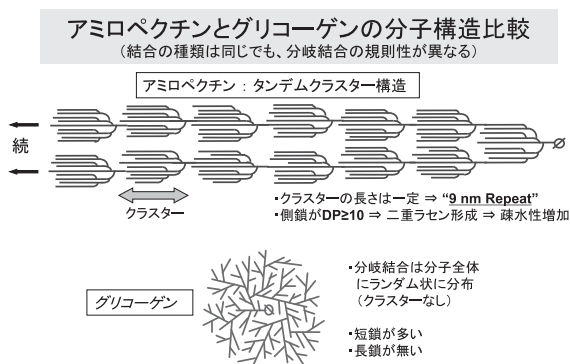 アミロペクチンとグリコーゲンの分子構造比較
（結合の種類は同じでも、分岐結合の規則性が異なる）
アミロペクチン：タンデムクラスター構造
続
クラスター
・クラスターの長さは一定 ⇒ “9 nm Repeat”
・側鎖がDP≥10 ⇒ 二重ラセン形成 ⇒ 疎水性増加
グリコーゲン
・分岐結合は分子全体
にランダム状に分布
（クラスターなし）
・短鎖が多い
・長鎖が無い